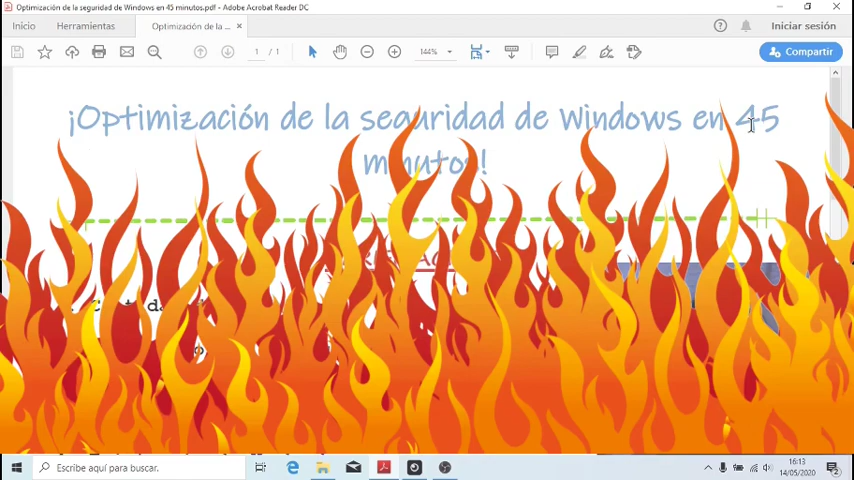 Optimización de la seguridad de Windows en 45 minutos.pdf - Adobe Acrobat Reader DC
Inicio Herramientas Optimización de la ... × Iniciar sesión
1 / 1 144% Compartir
¡Optimización de la seguridad de Windows en 45
minutos!
Escribe aquí para buscar.
16:13
14/05/2020
2